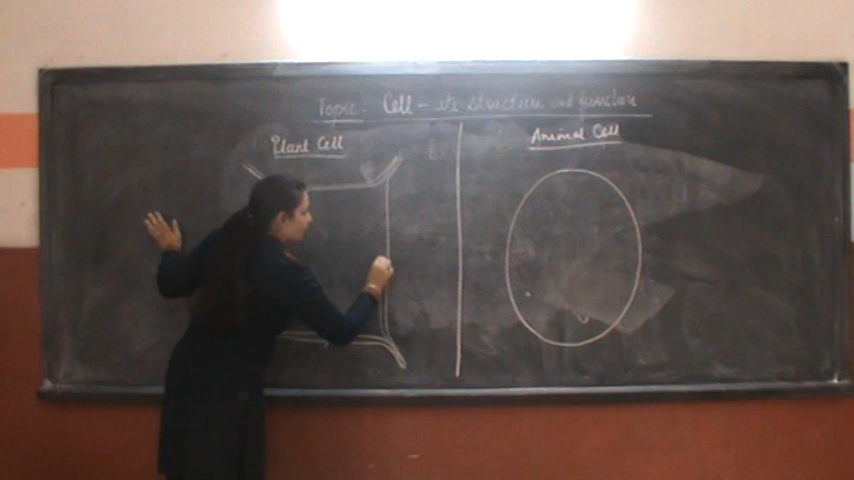 Topic: Cell - its structure and function
Plant Cell
Animal Cell